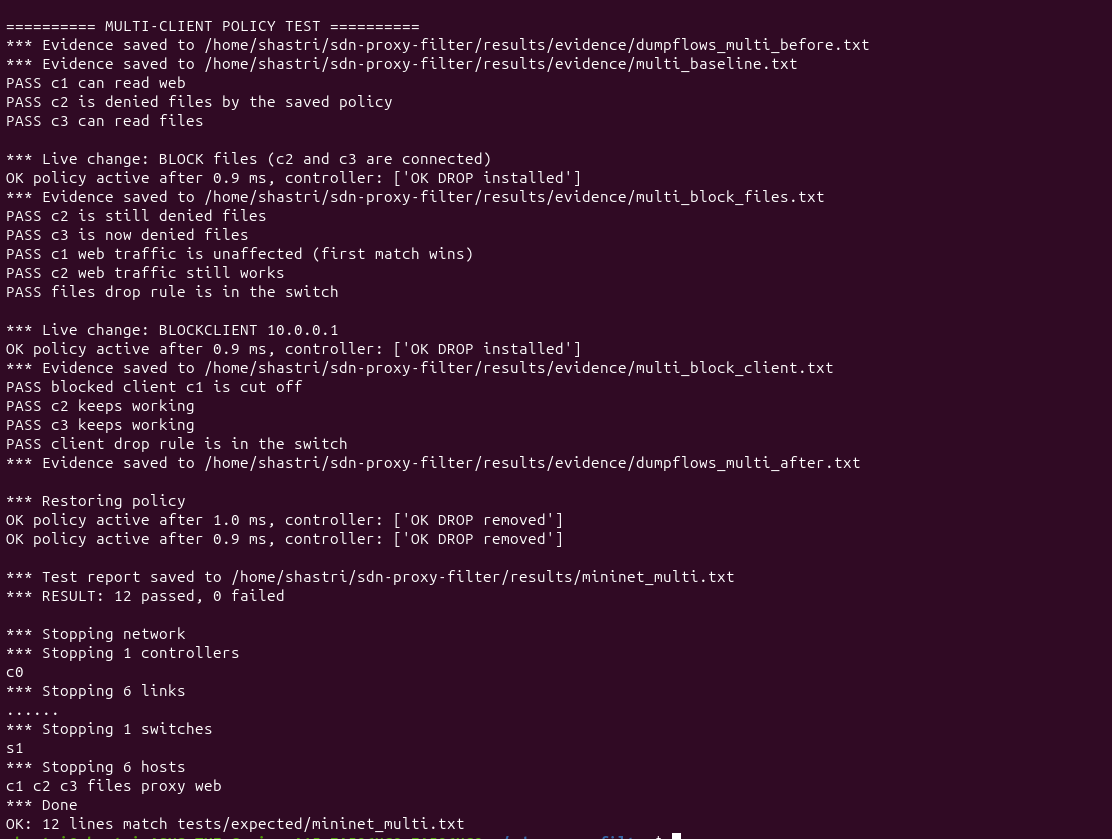 ========== MULTI-CLIENT POLICY TEST ==========
*** Evidence saved to /home/shastri/sdn-proxy-filter/results/evidence/dumpflows_multi_before.txt
*** Evidence saved to /home/shastri/sdn-proxy-filter/results/evidence/multi_baseline.txt
PASS c1 can read web
PASS c2 is denied files by the saved policy
PASS c3 can read files
*** Live change: BLOCK files (c2 and c3 are connected)
OK policy active after 0.9 ms, controller: ['OK DROP installed']
*** Evidence saved to /home/shastri/sdn-proxy-filter/results/evidence/multi_block_files.txt
PASS c2 is still denied files
PASS c3 is now denied files
PASS c1 web traffic is unaffected (first match wins)
PASS c2 web traffic still works
PASS files drop rule is in the switch
*** Live change: BLOCKCLIENT 10.0.0.1
OK policy active after 0.9 ms, controller: ['OK DROP installed']
*** Evidence saved to /home/shastri/sdn-proxy-filter/results/evidence/multi_block_client.txt
PASS blocked client c1 is cut off
PASS c2 keeps working
PASS c3 keeps working
PASS client drop rule is in the switch
*** Evidence saved to /home/shastri/sdn-proxy-filter/results/evidence/dumpflows_multi_after.txt
*** Restoring policy
OK policy active after 1.0 ms, controller: ['OK DROP removed']
OK policy active after 0.9 ms, controller: ['OK DROP removed']
*** Test report saved to /home/shastri/sdn-proxy-filter/results/mininet_multi.txt
*** RESULT: 12 passed, 0 failed
*** Stopping network
*** Stopping 1 controllers
c0
*** Stopping 6 links
......
*** Stopping 1 switches
s1
*** Stopping 6 hosts
c1 c2 c3 files proxy web
*** Done
OK: 12 lines match tests/expected/mininet_multi.txt